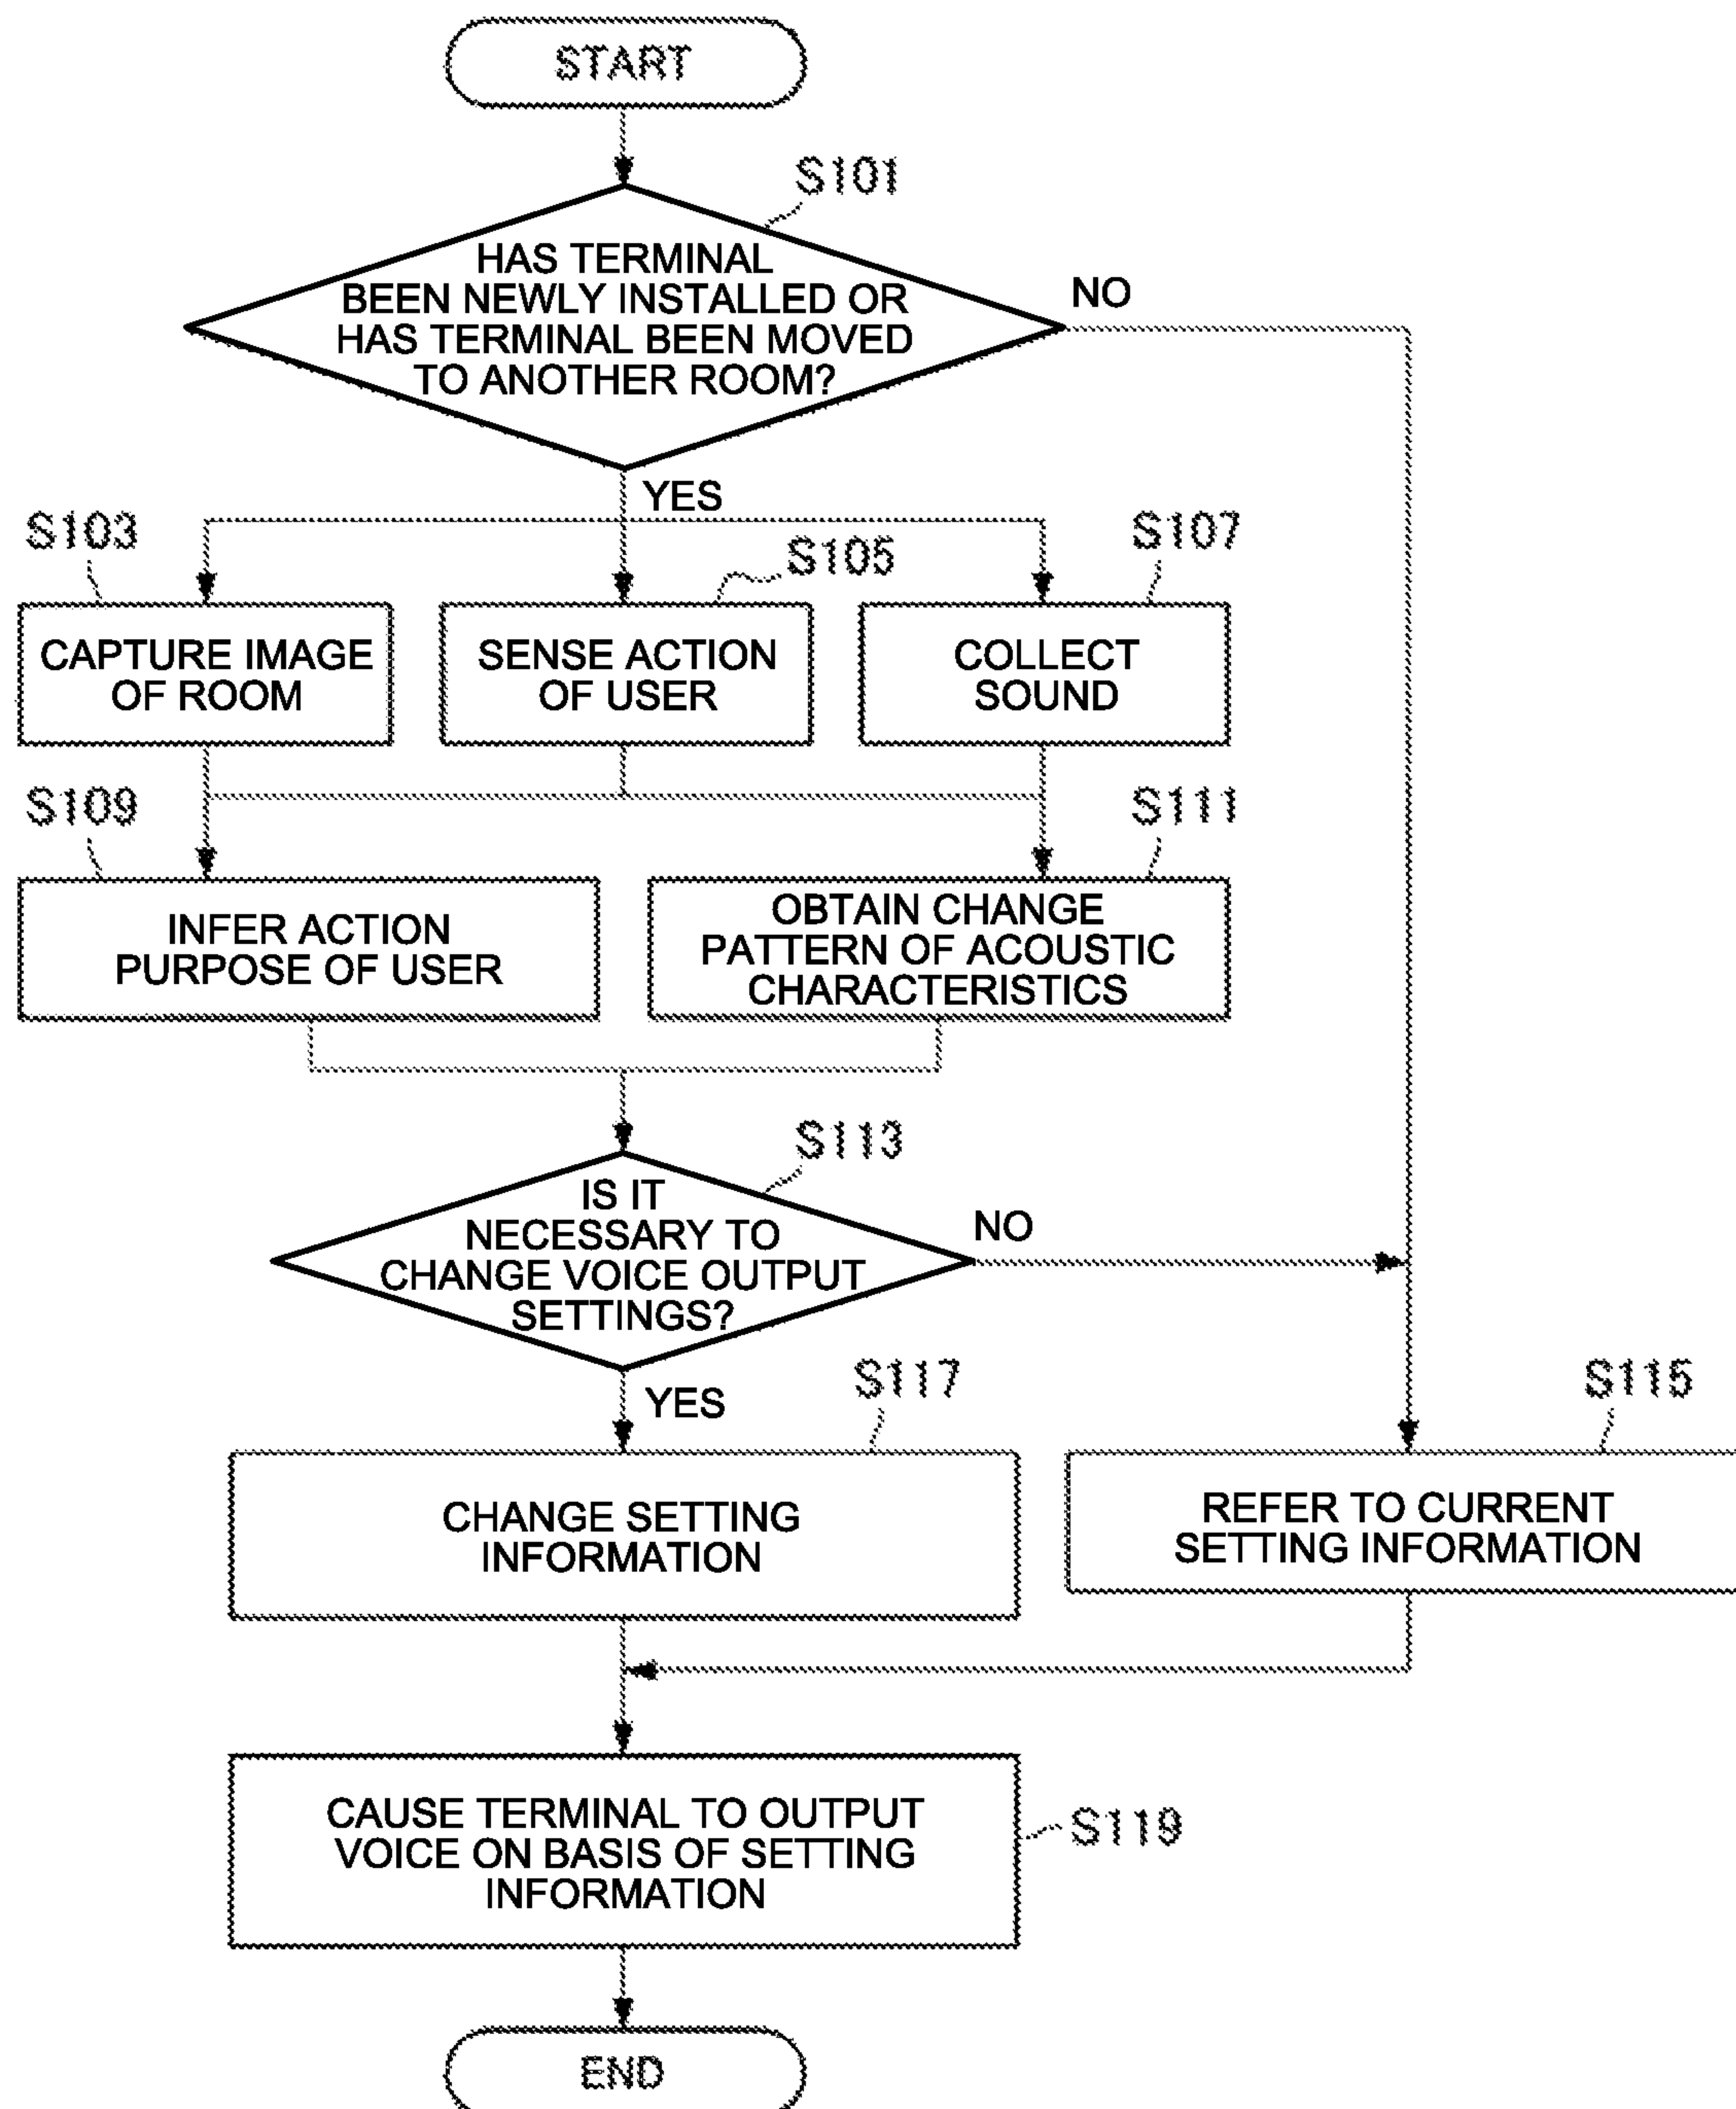 START
S101
HAS TERMINAL
BEEN NEWLY INSTALLED OR
HAS TERMINAL BEEN MOVED
TO ANOTHER ROOM?
NO
YES
S103
S105
S107
CAPTURE IMAGE
OF ROOM
SENSE ACTION
OF USER
COLLECT
SOUND
S109
S111
INFER ACTION
PURPOSE OF USER
OBTAIN CHANGE
PATTERN OF ACOUSTIC
CHARACTERISTICS
S113
IS IT
NECESSARY TO
CHANGE VOICE OUTPUT
SETTINGS?
NO
YES
S117
S115
CHANGE SETTING
INFORMATION
REFER TO CURRENT
SETTING INFORMATION
CAUSE TERMINAL TO OUTPUT
VOICE ON BASIS OF SETTING
INFORMATION
S119
END